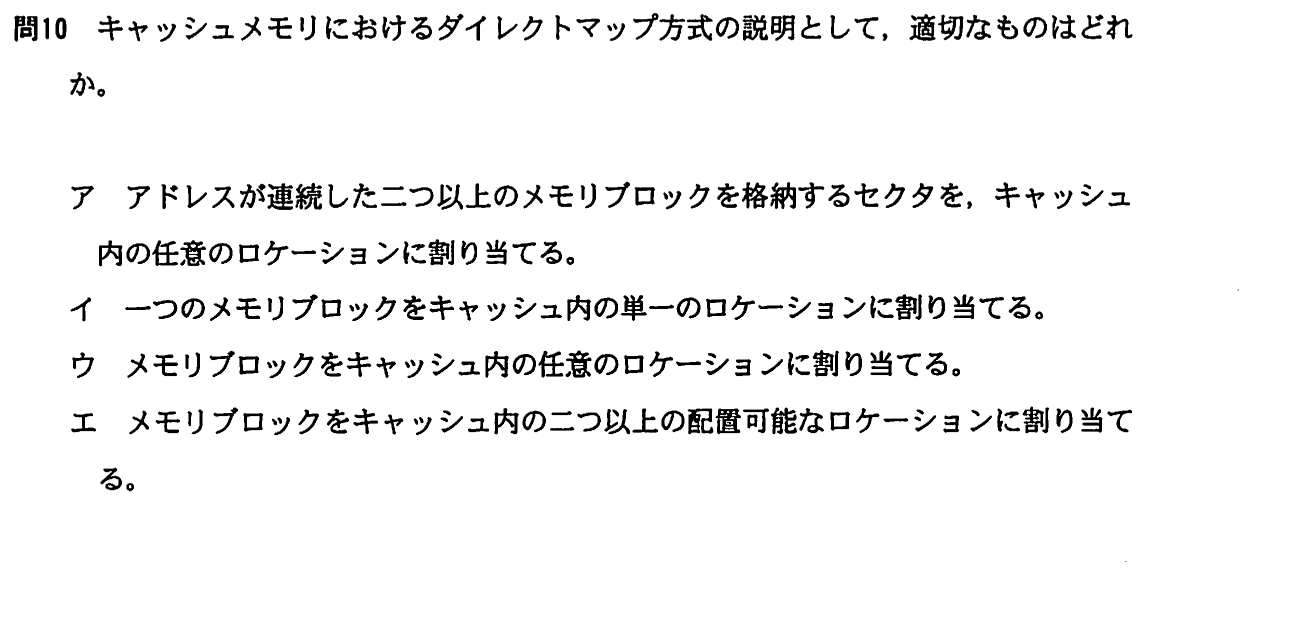 問10　キャッシュメモリにおけるダイレクトマップ方式の説明として，適切なものはどれ
か。
ア　アドレスが連続した二つ以上のメモリブロックを格納するセクタを，キャッシュ
内の任意のロケーションに割り当てる。
イ　一つのメモリブロックをキャッシュ内の単一のロケーションに割り当てる。
ウ　メモリブロックをキャッシュ内の任意のロケーションに割り当てる。
エ　メモリブロックをキャッシュ内の二つ以上の配置可能なロケーションに割り当て
る。